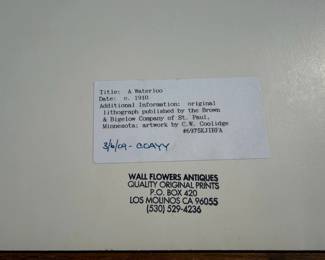 Title: A Waterloo
Date: c. 1910
Additional Information: original
lithograph published by the Brown
& Bigelow Company of St. Paul,
Minnesota; artwork by C.W. Coolidge
#6975KJIHFA
3/6/09 - COAYY
WALL FLOWERS ANTIQUES
QUALITY ORIGINAL PRINTS
P.O. BOX 420
LOS MOLINOS CA 96055
(530) 529-4236